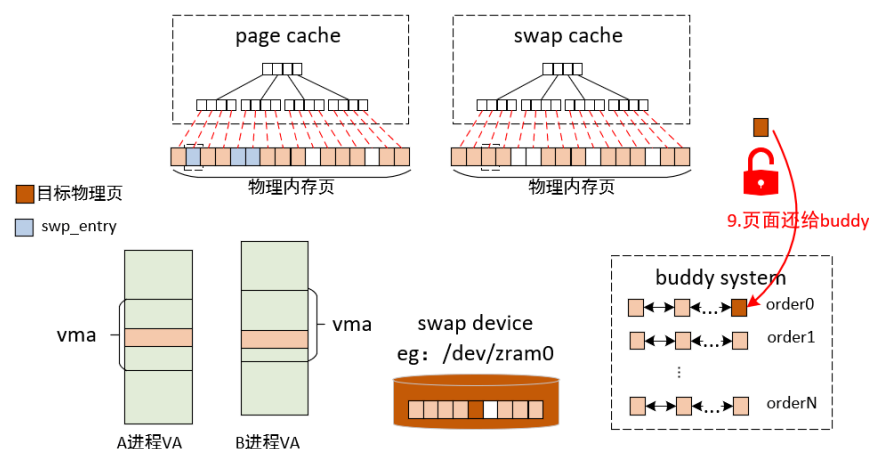 page cache
swap cache
物理内存页
物理内存页
目标物理页
swp_entry
9.页面还给buddy
buddy system
order0
order1
...
orderN
...
...
...
vma
vma
swap device
eg：/dev/zram0
A进程VA
B进程VA